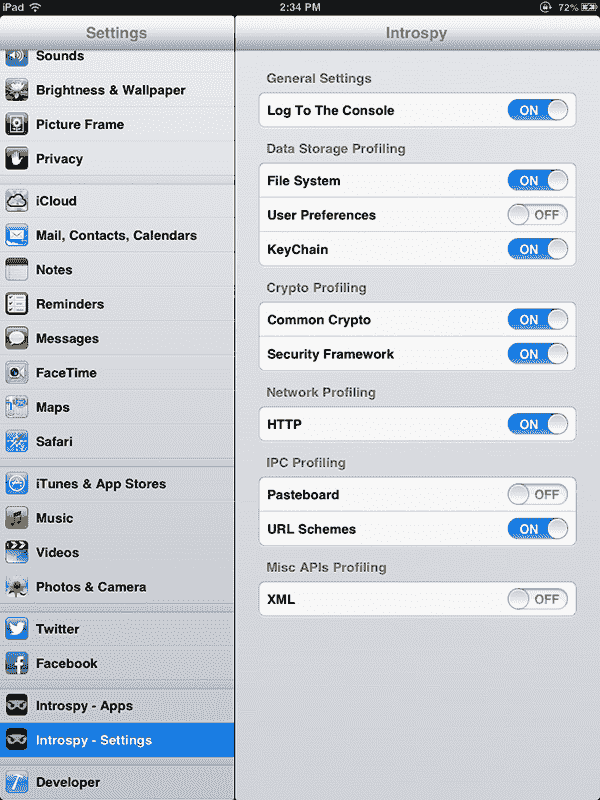 iPad
2:34 PM
72%
Settings
Sounds
Brightness & Wallpaper
Picture Frame
Privacy
iCloud
Mail, Contacts, Calendars
Notes
Reminders
Messages
FaceTime
Maps
Safari
iTunes & App Stores
Music
Videos
Photos & Camera
Twitter
Facebook
Introspy - Apps
Introspy - Settings
Developer
Introspy
General Settings
Log To The Console ON
Data Storage Profiling
File System ON
User Preferences OFF
KeyChain ON
Crypto Profiling
Common Crypto ON
Security Framework ON
Network Profiling
HTTP ON
IPC Profiling
Pasteboard OFF
URL Schemes ON
Misc APIs Profiling
XML OFF